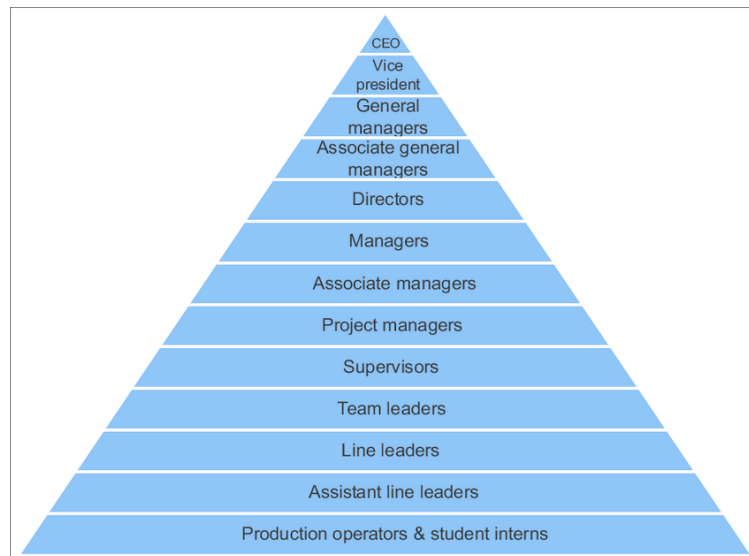 CEO
Vice
president
General
managers
Associate general
managers
Directors
Managers
Associate managers
Project managers
Supervisors
Team leaders
Line leaders
Assistant line leaders
Production operators & student interns